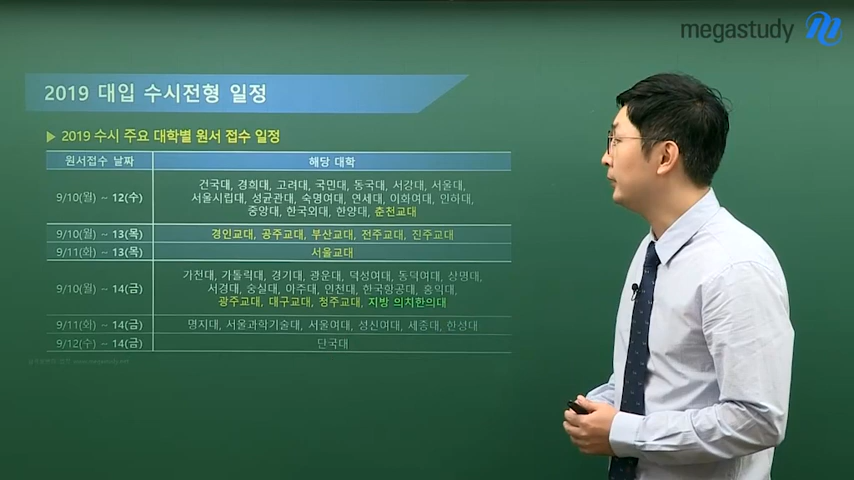 megastudy
2019 대입 수시전형 일정
▶ 2019 수시 주요 대학별 원서 접수 일정
원서접수 날짜 해당 대학
9/10(월) ~ 12(수) 건국대, 경희대, 고려대, 국민대, 동국대, 서강대, 서울대,
서울시립대, 성균관대, 숙명여대, 연세대, 이화여대, 인하대,
중앙대, 한국외대, 한양대, 춘천교대
9/10(월) ~ 13(목) 경인교대, 공주교대, 부산교대, 전주교대, 진주교대
9/11(화) ~ 13(목) 서울교대
9/10(월) ~ 14(금) 가천대, 가톨릭대, 경기대, 광운대, 덕성여대, 동덕여대, 상명대,
서경대, 숭실대, 아주대, 인천대, 한국항공대, 홍익대,
광주교대, 대구교대, 청주교대, 지방 의치한의대
9/11(화) ~ 14(금) 명지대, 서울과학기술대, 서울여대, 성신여대, 세종대, 한성대
9/12(수) ~ 14(금) 단국대